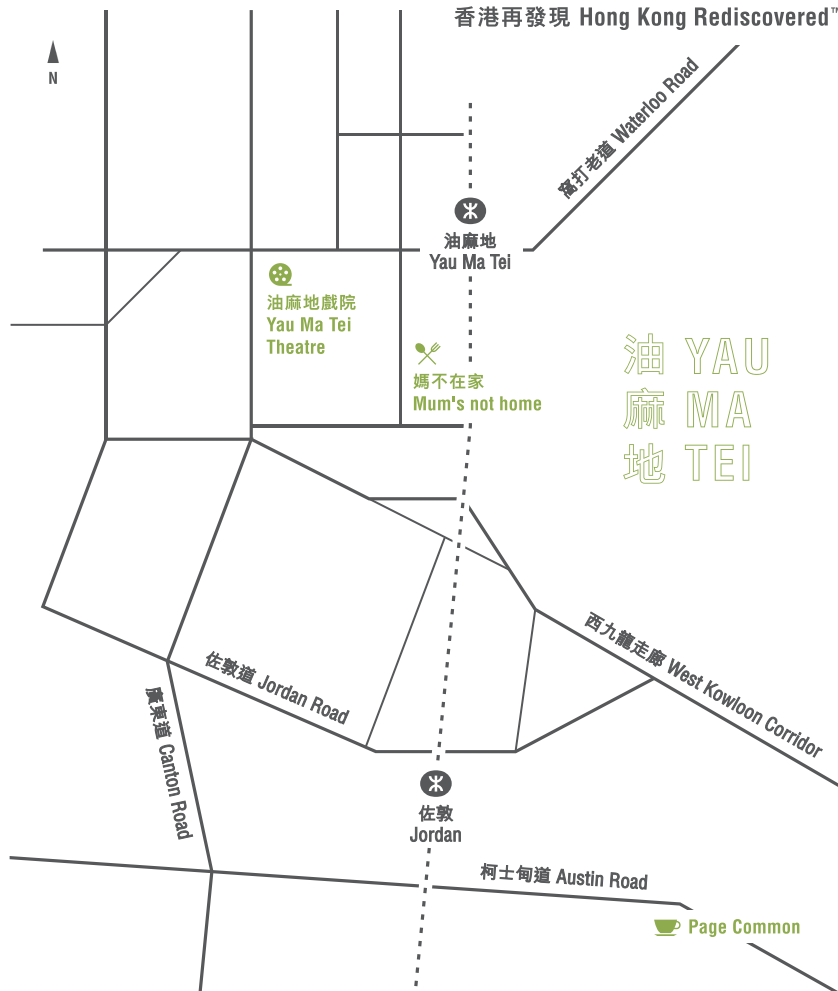 香港再發現 Hong Kong Rediscovered™
N
窩打老道 Waterloo Road
油麻地
Yau Ma Tei
油麻地戲院
Yau Ma Tei
Theatre
媽不在家
Mum's not home
油 YAU
麻 MA
地 TEI
西九龍走廊 West Kowloon Corridor
佐敦道 Jordan Road
廣東道 Canton Road
佐敦
Jordan
柯士甸道 Austin Road
Page Common